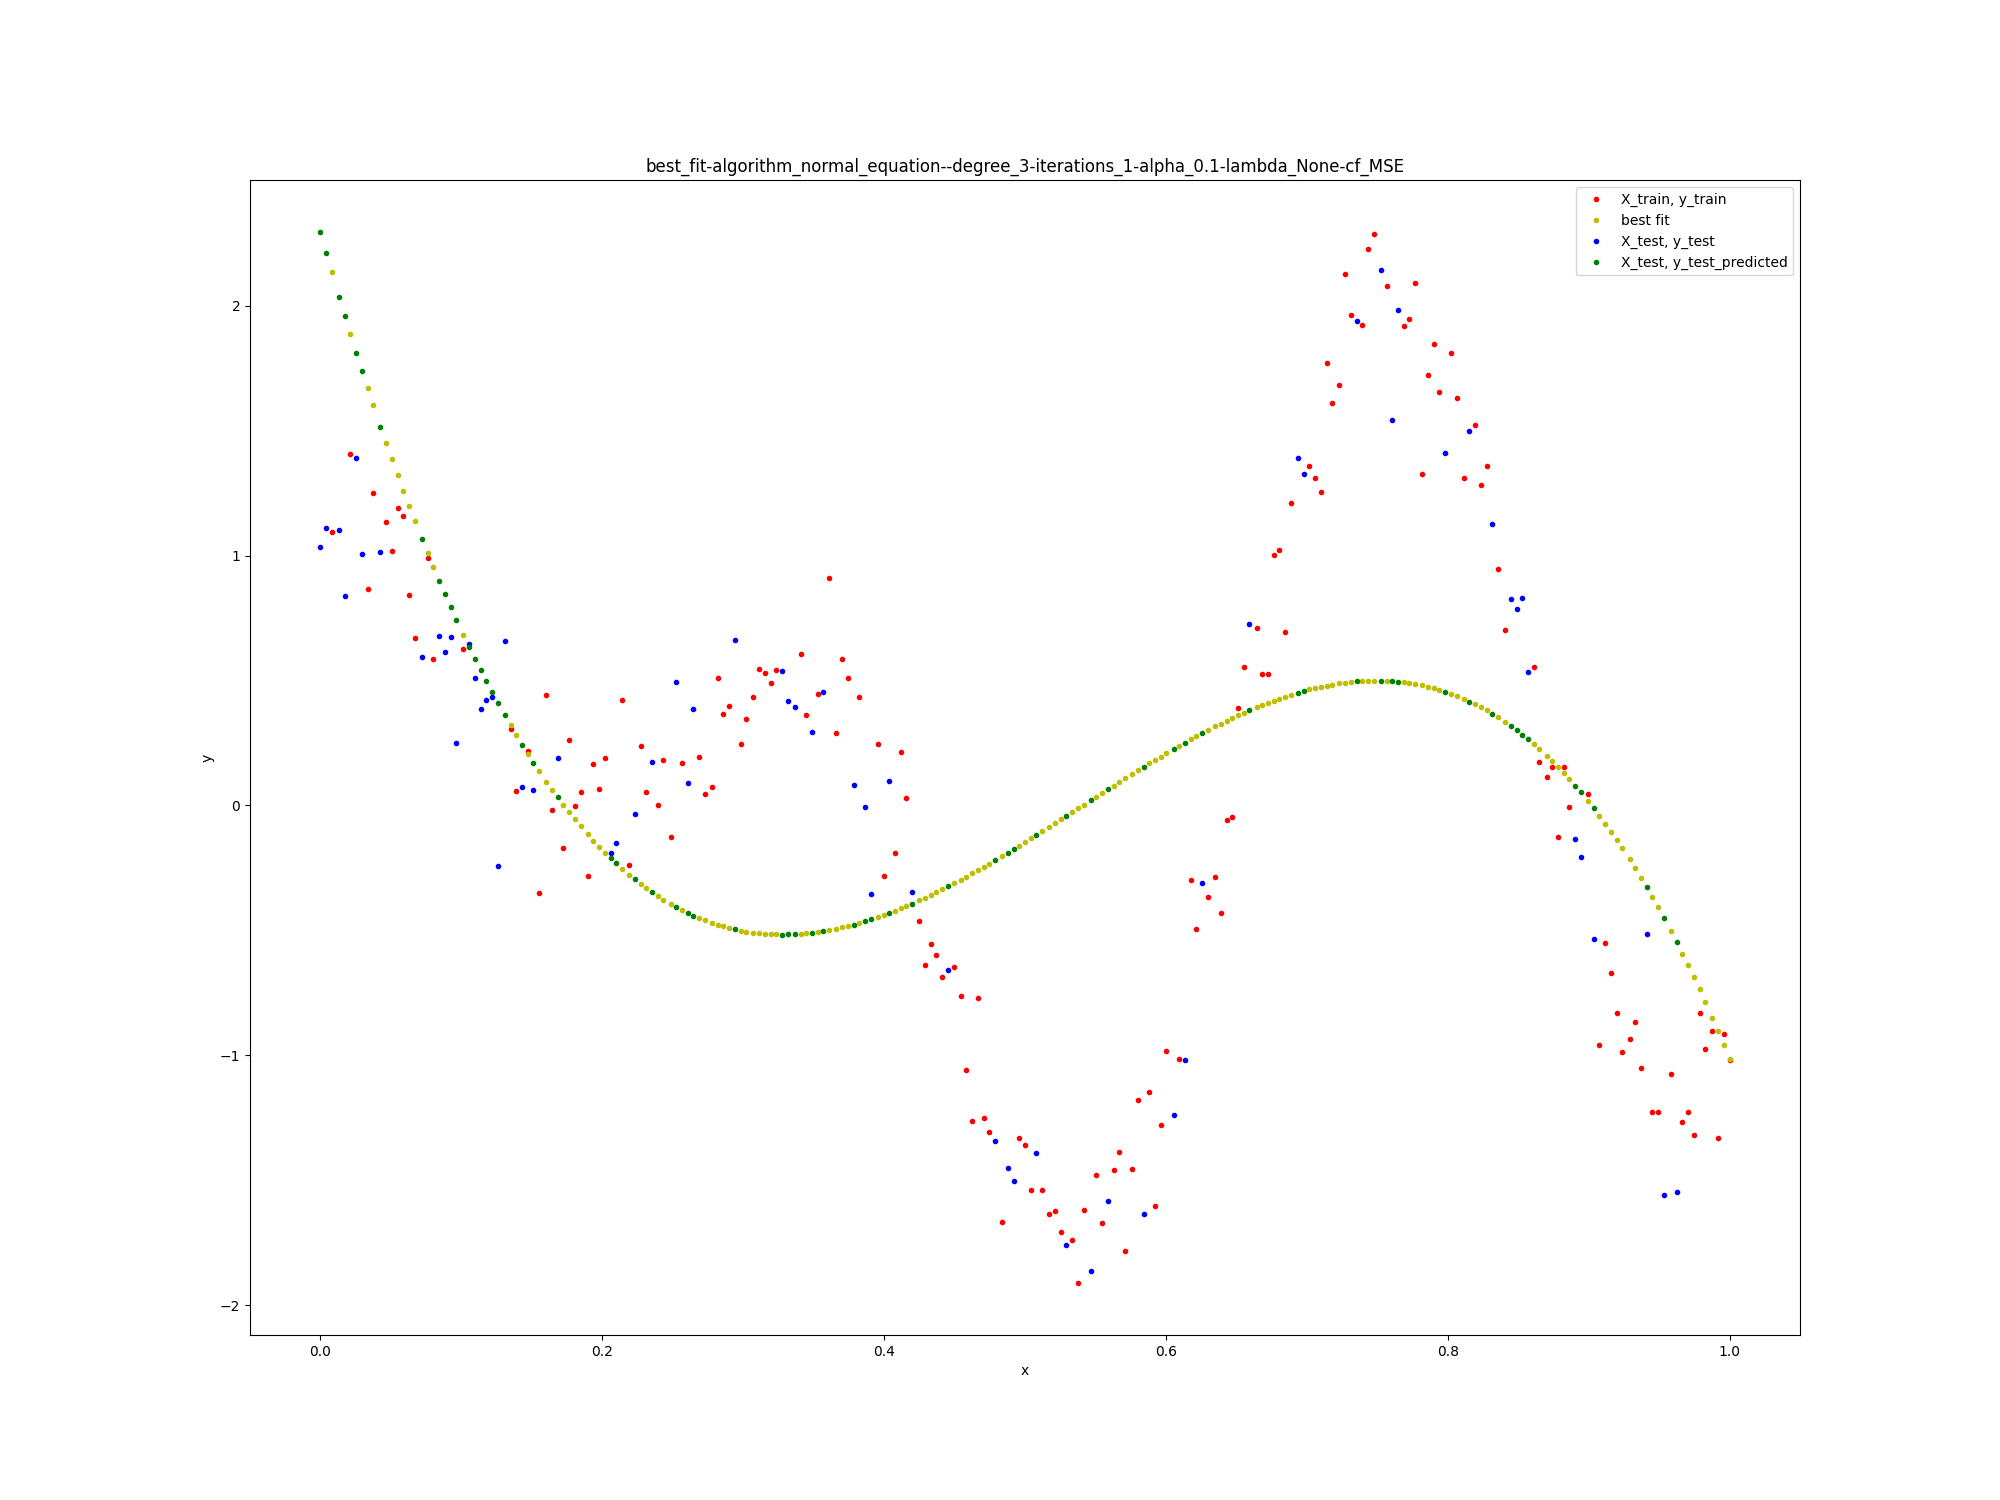 best_fit-algorithm_normal_equation--degree_3-iterations_1-alpha_0.1-lambda_None-cf_MSE
X_train, y_train
best fit
X_test, y_test
X_test, y_test_predicted
2
1
0
−1
−2
y
0.0 0.2 0.4 0.6 0.8 1.0
x